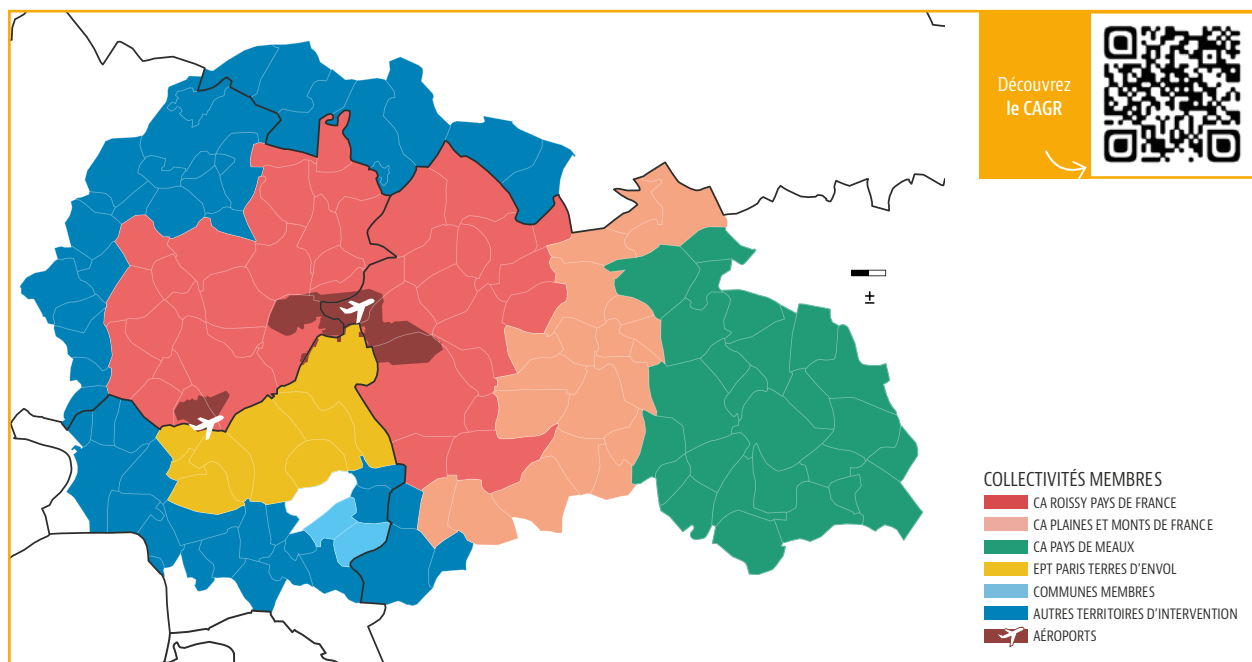 Découvrez
le CAGR
±
COLLECTIVITÉS MEMBRES
CA ROISSY PAYS DE FRANCE
CA PLAINES ET MONTS DE FRANCE
CA PAYS DE MEAUX
EPT PARIS TERRES D'ENVOL
COMMUNES MEMBRES
AUTRES TERRITOIRES D'INTERVENTION
AÉROPORTS